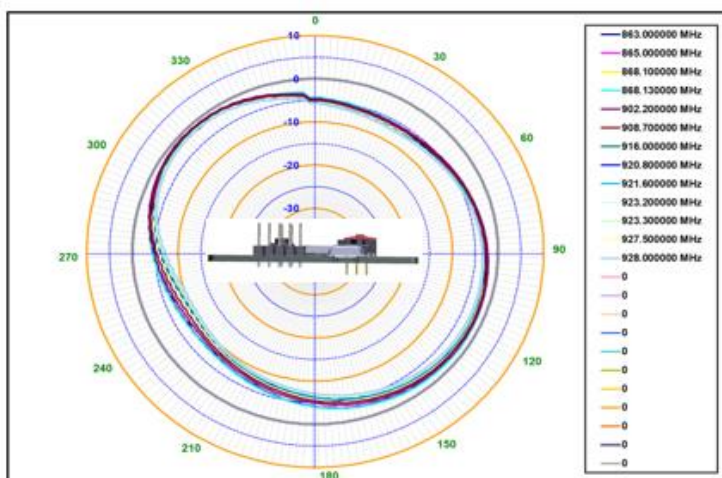 0
10
330
30
0
-10
300
60
-20
-30
270
90
240
120
210
150
180
863.000000 MHz
865.000000 MHz
868.100000 MHz
868.130000 MHz
902.200000 MHz
908.700000 MHz
916.000000 MHz
920.800000 MHz
921.600000 MHz
923.200000 MHz
923.300000 MHz
927.500000 MHz
928.000000 MHz
0
0
0
0
0
0
0
0
0
0
0